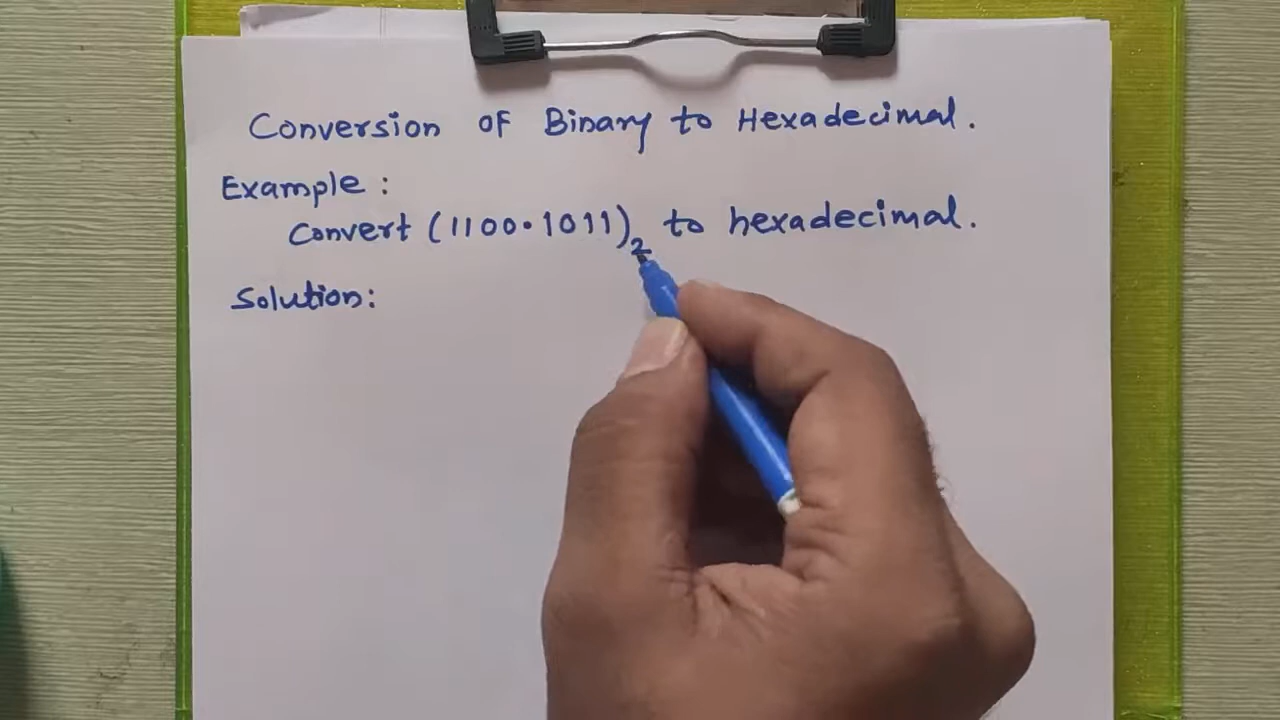 Conversion of Binary to Hexadecimal.
Example:
convert (1100.1011)₂ to hexadecimal.
Solution: